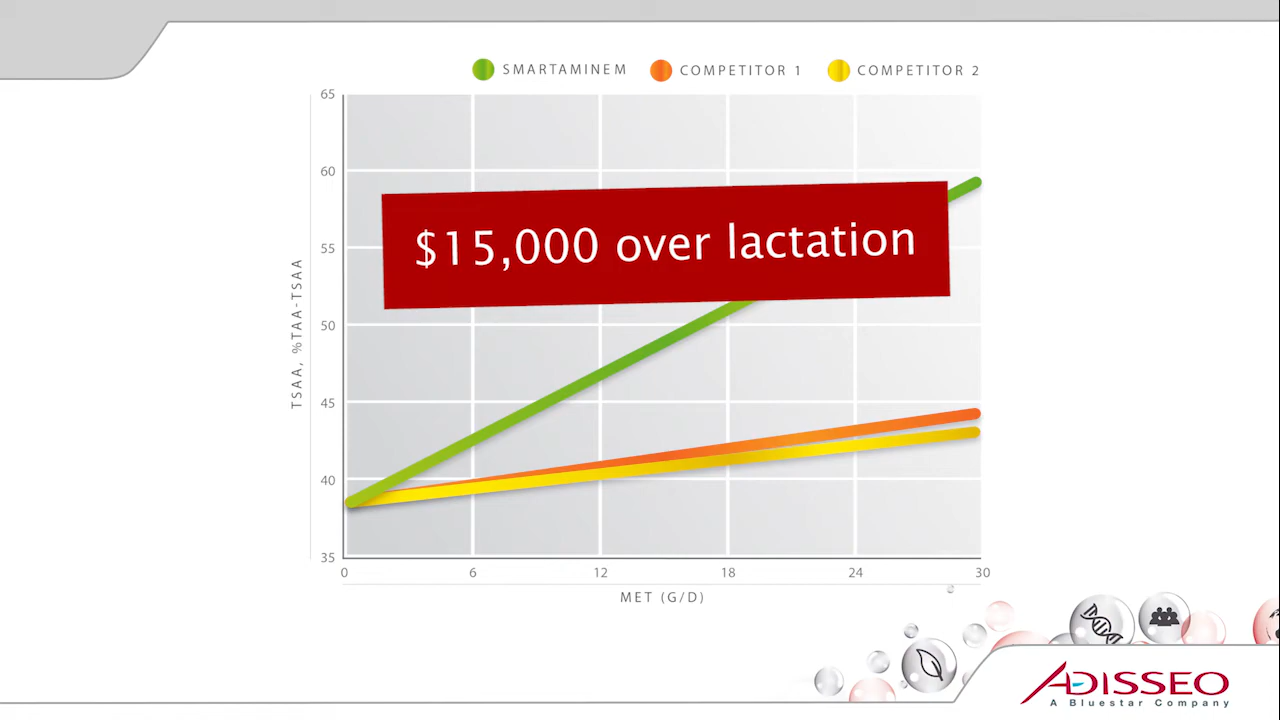 SMARTAMINEM COMPETITOR 1 COMPETITOR 2
65
60
55
50
45
40
35
TSAA, %TAA-TSAA
$15,000 over lactation
0 6 12 18 24 30
MET (G/D)
ADISSEO
A Bluestar Company